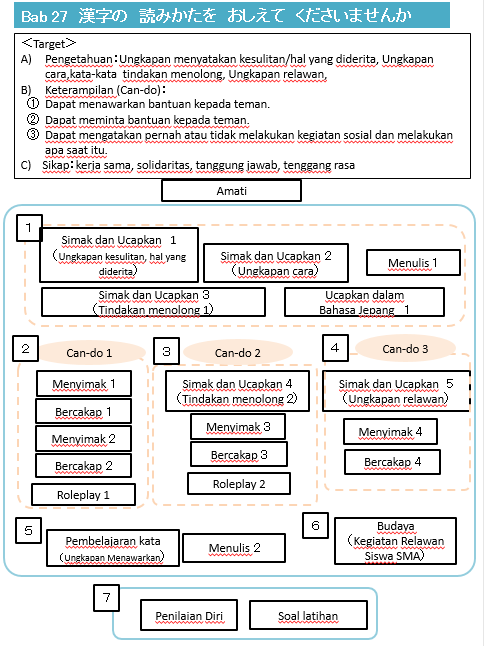 Bab 27 漢字の 読みかたを おしえて くださいませんか
＜Target＞
A) Pengetahuan：Ungkapan menyatakan kesulitan/hal yang diderita, Ungkapan
cara,kata-kata tindakan menolong, Ungkapan relawan,
B) Keterampilan (Can-do)：
① Dapat menawarkan bantuan kepada teman.
② Dapat meminta bantuan kepada teman.
③ Dapat mengatakan pernah atau tidak melakukan kegiatan sosial dan melakukan
apa saat itu.
C) Sikap：kerja sama, solidaritas, tanggung jawab, tenggang rasa
Amati
1
Simak dan Ucapkan 1
（Ungkapan kesulitan, hal yang
diderita）
Simak dan Ucapkan 2
（Ungkapan cara）
Menulis 1
Simak dan Ucapkan 3
（Tindakan menolong 1）
Ucapkan dalam
Bahasa Jepang 1
2
Can-do 1
Menyimak 1
Bercakap 1
Menyimak 2
Bercakap 2
Roleplay 1
3
Can-do 2
Simak dan Ucapkan 4
（Tindakan menolong 2）
Menyimak 3
Bercakap 3
Roleplay 2
4
Can-do 3
Simak dan Ucapkan 5
（Ungkapan relawan）
Menyimak 4
Bercakap 4
5
Pembelajaran kata
（Ungkapan Menawarkan）
Menulis 2
6
Budaya
（Kegiatan Relawan
Siswa SMA）
7
Penilaian Diri
Soal latihan